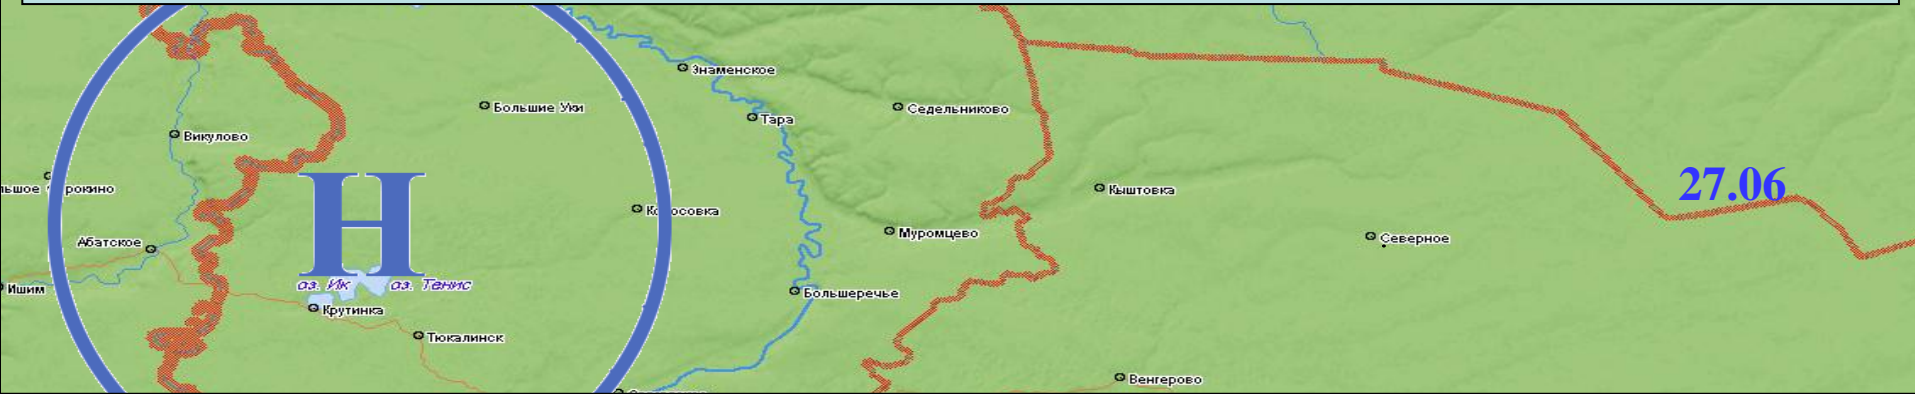 Знаменское
Большие Уки
Седельниково
Тара
Викулово
27.06
Н
Кыштовка
Абатское
Муромцево
Северное
оз. Ик
оз. Тенис
Ишим
Большеречье
Крутинка
Тюкалинск
Венгерово